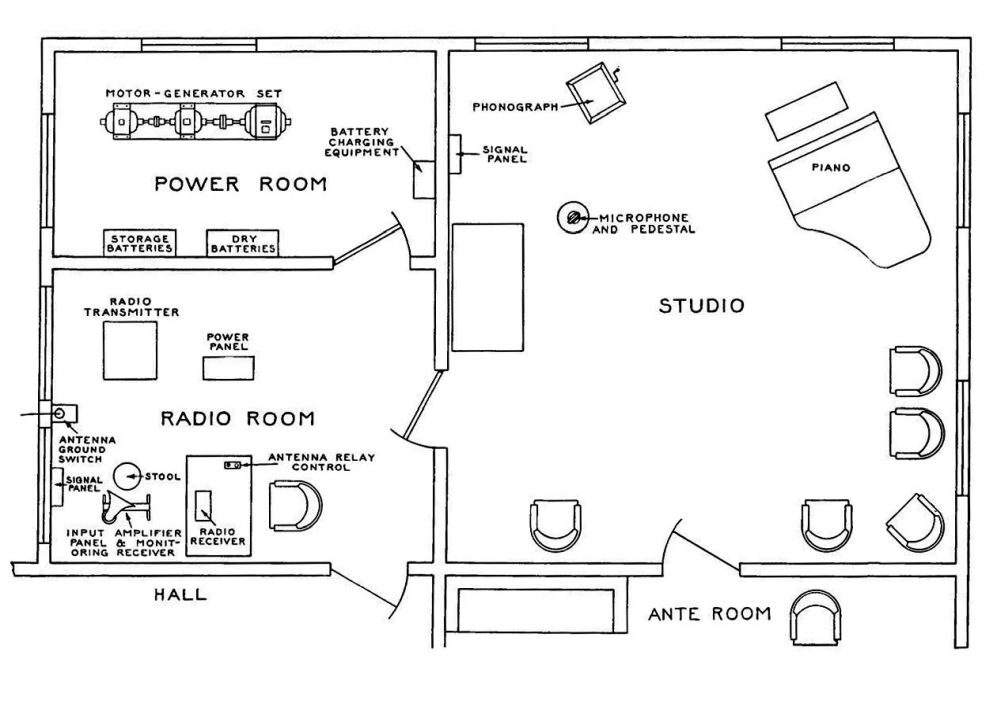 MOTOR-GENERATOR SET
PHONOGRAPH
BATTERY
CHARGING
EQUIPMENT
SIGNAL
PANEL
PIANO
POWER ROOM
MICROPHONE
AND PEDESTAL
STORAGE
BATTERIES
DRY
BATTERIES
STUDIO
RADIO
TRANSMITTER
POWER
PANEL
RADIO ROOM
ANTENNA
GROUND
SWITCH
ANTENNA RELAY
CONTROL
SIGNAL
PANEL
STOOL
INPUT AMPLIFIER
PANEL & MONIT-
ORING RECEIVER
RADIO
RECEIVER
HALL
ANTE ROOM